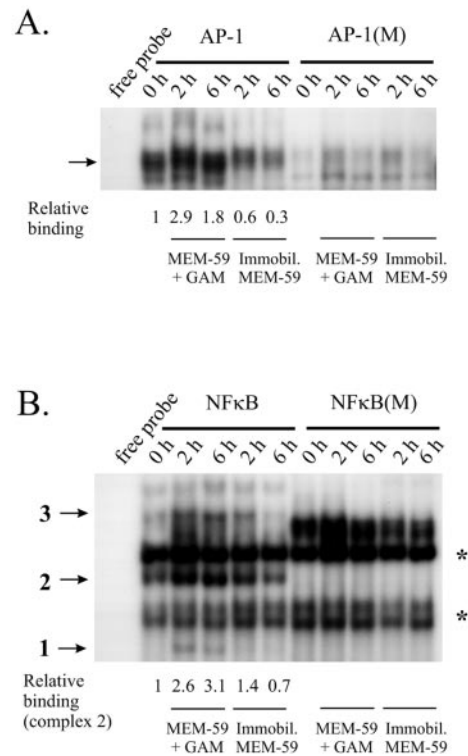 A.
AP-1 AP-1(M)
free probe 0 h 2 h 6 h 2 h 6 h 0 h 2 h 6 h 2 h 6 h
Relative
binding 1 2.9 1.8 0.6 0.3
MEM-59 Immobil. MEM-59 Immobil.
+ GAM MEM-59 + GAM MEM-59
B.
NFκB NFκB(M)
free probe 0 h 2 h 6 h 2 h 6 h 0 h 2 h 6 h 2 h 6 h
3
*
2
*
1
Relative
binding 1 2.6 3.1 1.4 0.7
(complex 2)
MEM-59 Immobil. MEM-59 Immobil.
+ GAM MEM-59 + GAM MEM-59